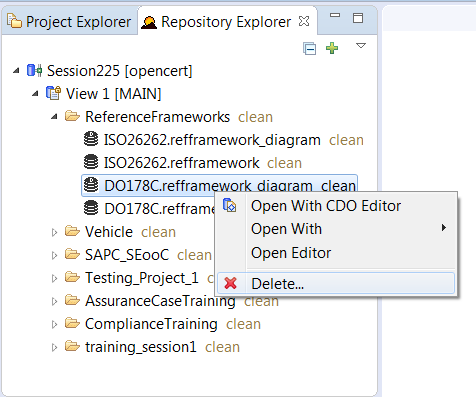 Project Explorer Repository Explorer
Session225 [opencert]
View 1 [MAIN]
ReferenceFrameworks clean
ISO26262.refframework_diagram clean
ISO26262.refframework clean
DO178C.refframework_diagram clean
DO178C.refframe
Open With CDO Editor
Open With
Open Editor
Delete...
Vehicle clean
SAPC_SEooC clean
Testing_Project_1 clean
AssuranceCaseTraining clean
ComplianceTraining clean
training_session1 clean